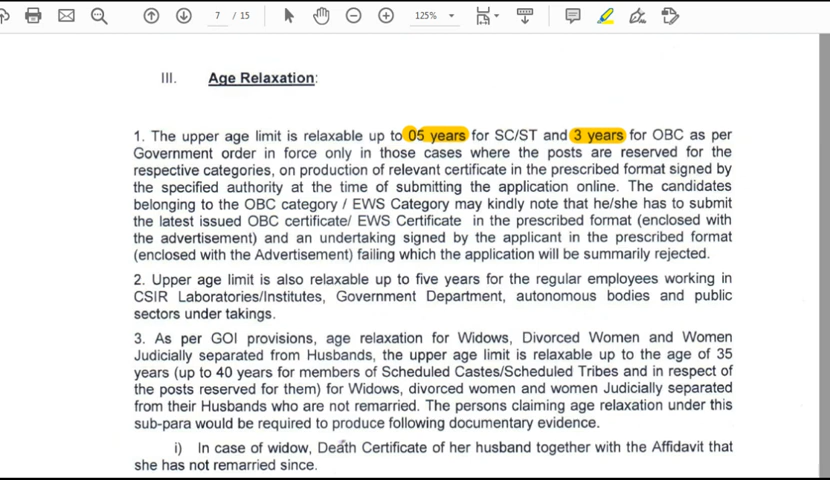 7 / 15
125%
III. Age Relaxation:
1. The upper age limit is relaxable up to 05 years for SC/ST and 3 years for OBC as per
Government order in force only in those cases where the posts are reserved for the
respective categories, on production of relevant certificate in the prescribed format signed by
the specified authority at the time of submitting the application online. The candidates
belonging to the OBC category / EWS Category may kindly note that he/she has to submit
the latest issued OBC certificate/ EWS Certificate in the prescribed format (enclosed with
the advertisement) and an undertaking signed by the applicant in the prescribed format
(enclosed with the Advertisement) failing which the application will be summarily rejected.
2. Upper age limit is also relaxable up to five years for the regular employees working in
CSIR Laboratories/Institutes, Government Department, autonomous bodies and public
sectors under takings.
3. As per GOI provisions, age relaxation for Widows, Divorced Women and Women
Judicially separated from Husbands, the upper age limit is relaxable up to the age of 35
years (up to 40 years for members of Scheduled Castes/Scheduled Tribes and in respect of
the posts reserved for them) for Widows, divorced women and women Judicially separated
from their Husbands who are not remarried. The persons claiming age relaxation under this
sub-para would be required to produce following documentary evidence.
i) In case of widow, Death Certificate of her husband together with the Affidavit that
she has not remarried since.